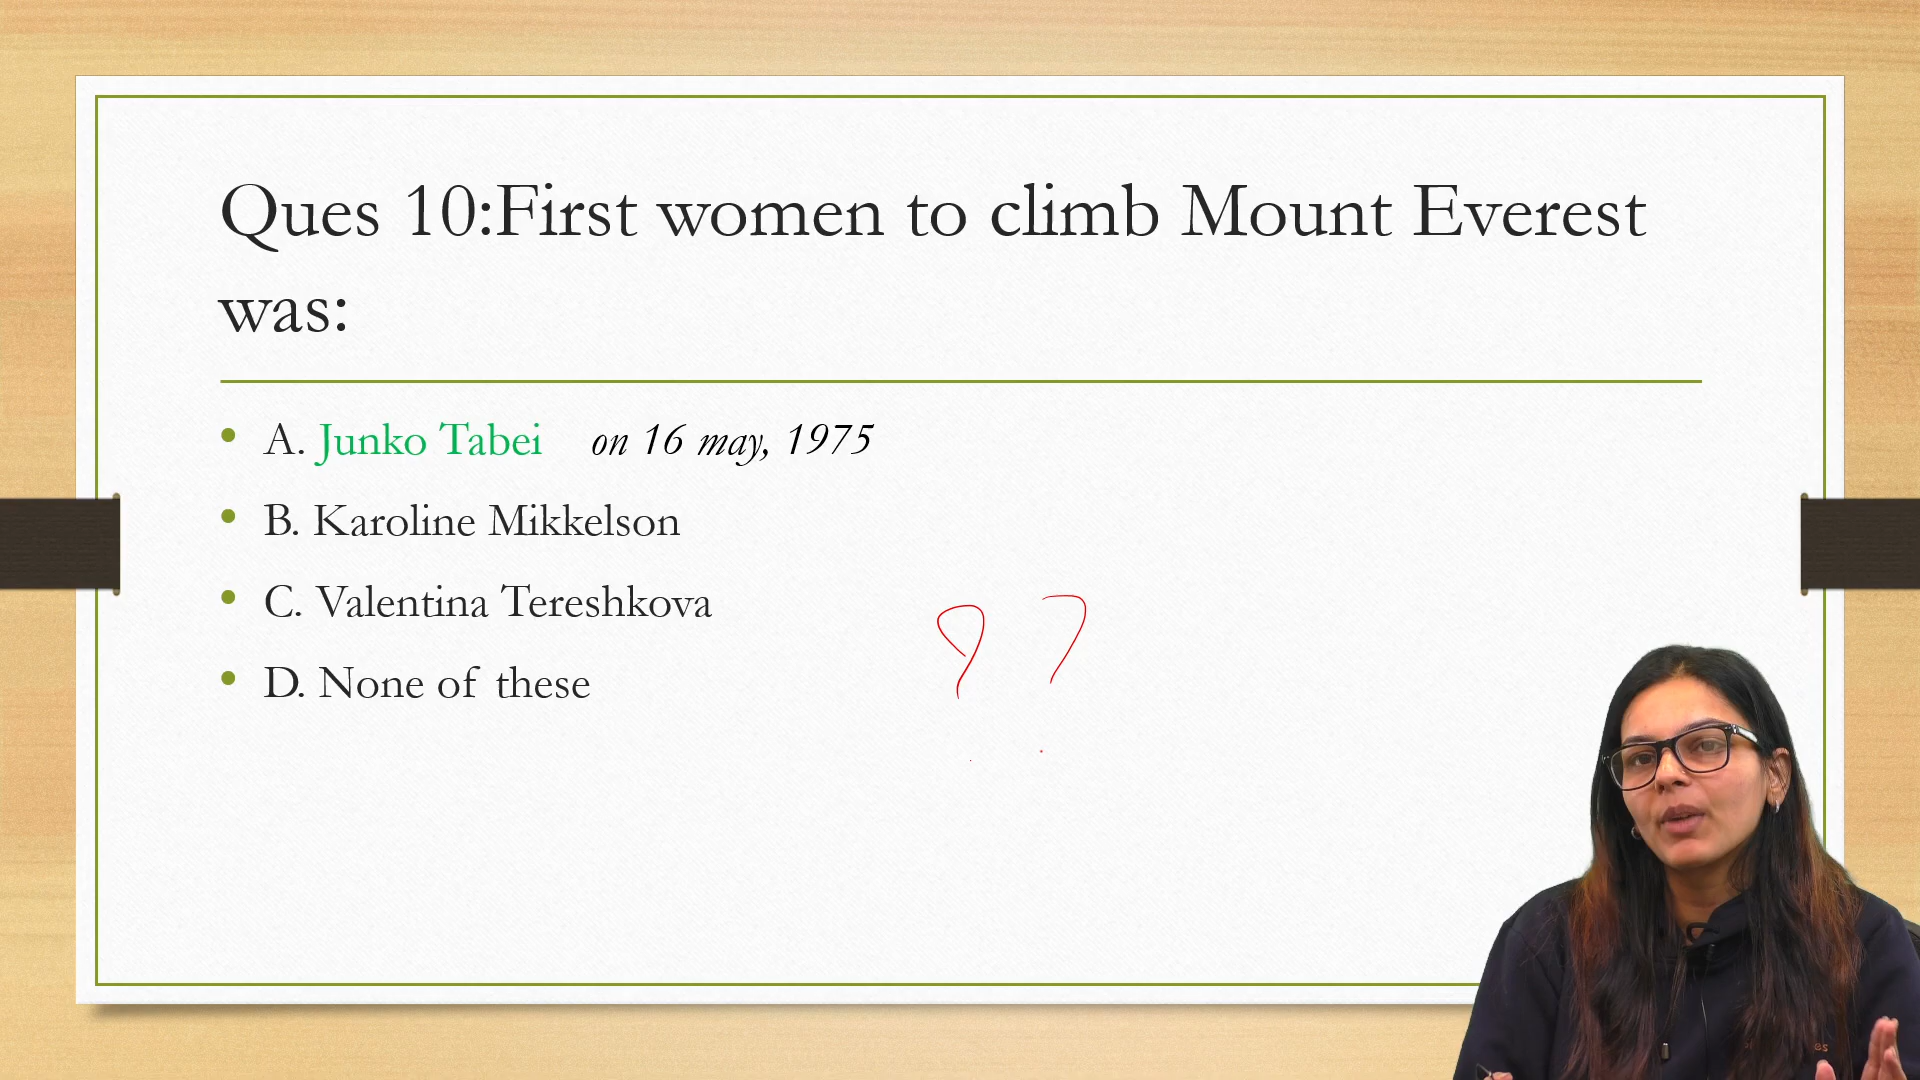 Ques 10:First women to climb Mount Everest
was:
A. Junko Tabei on 16 may, 1975
B. Karoline Mikkelson
C. Valentina Tereshkova
D. None of these
? ?